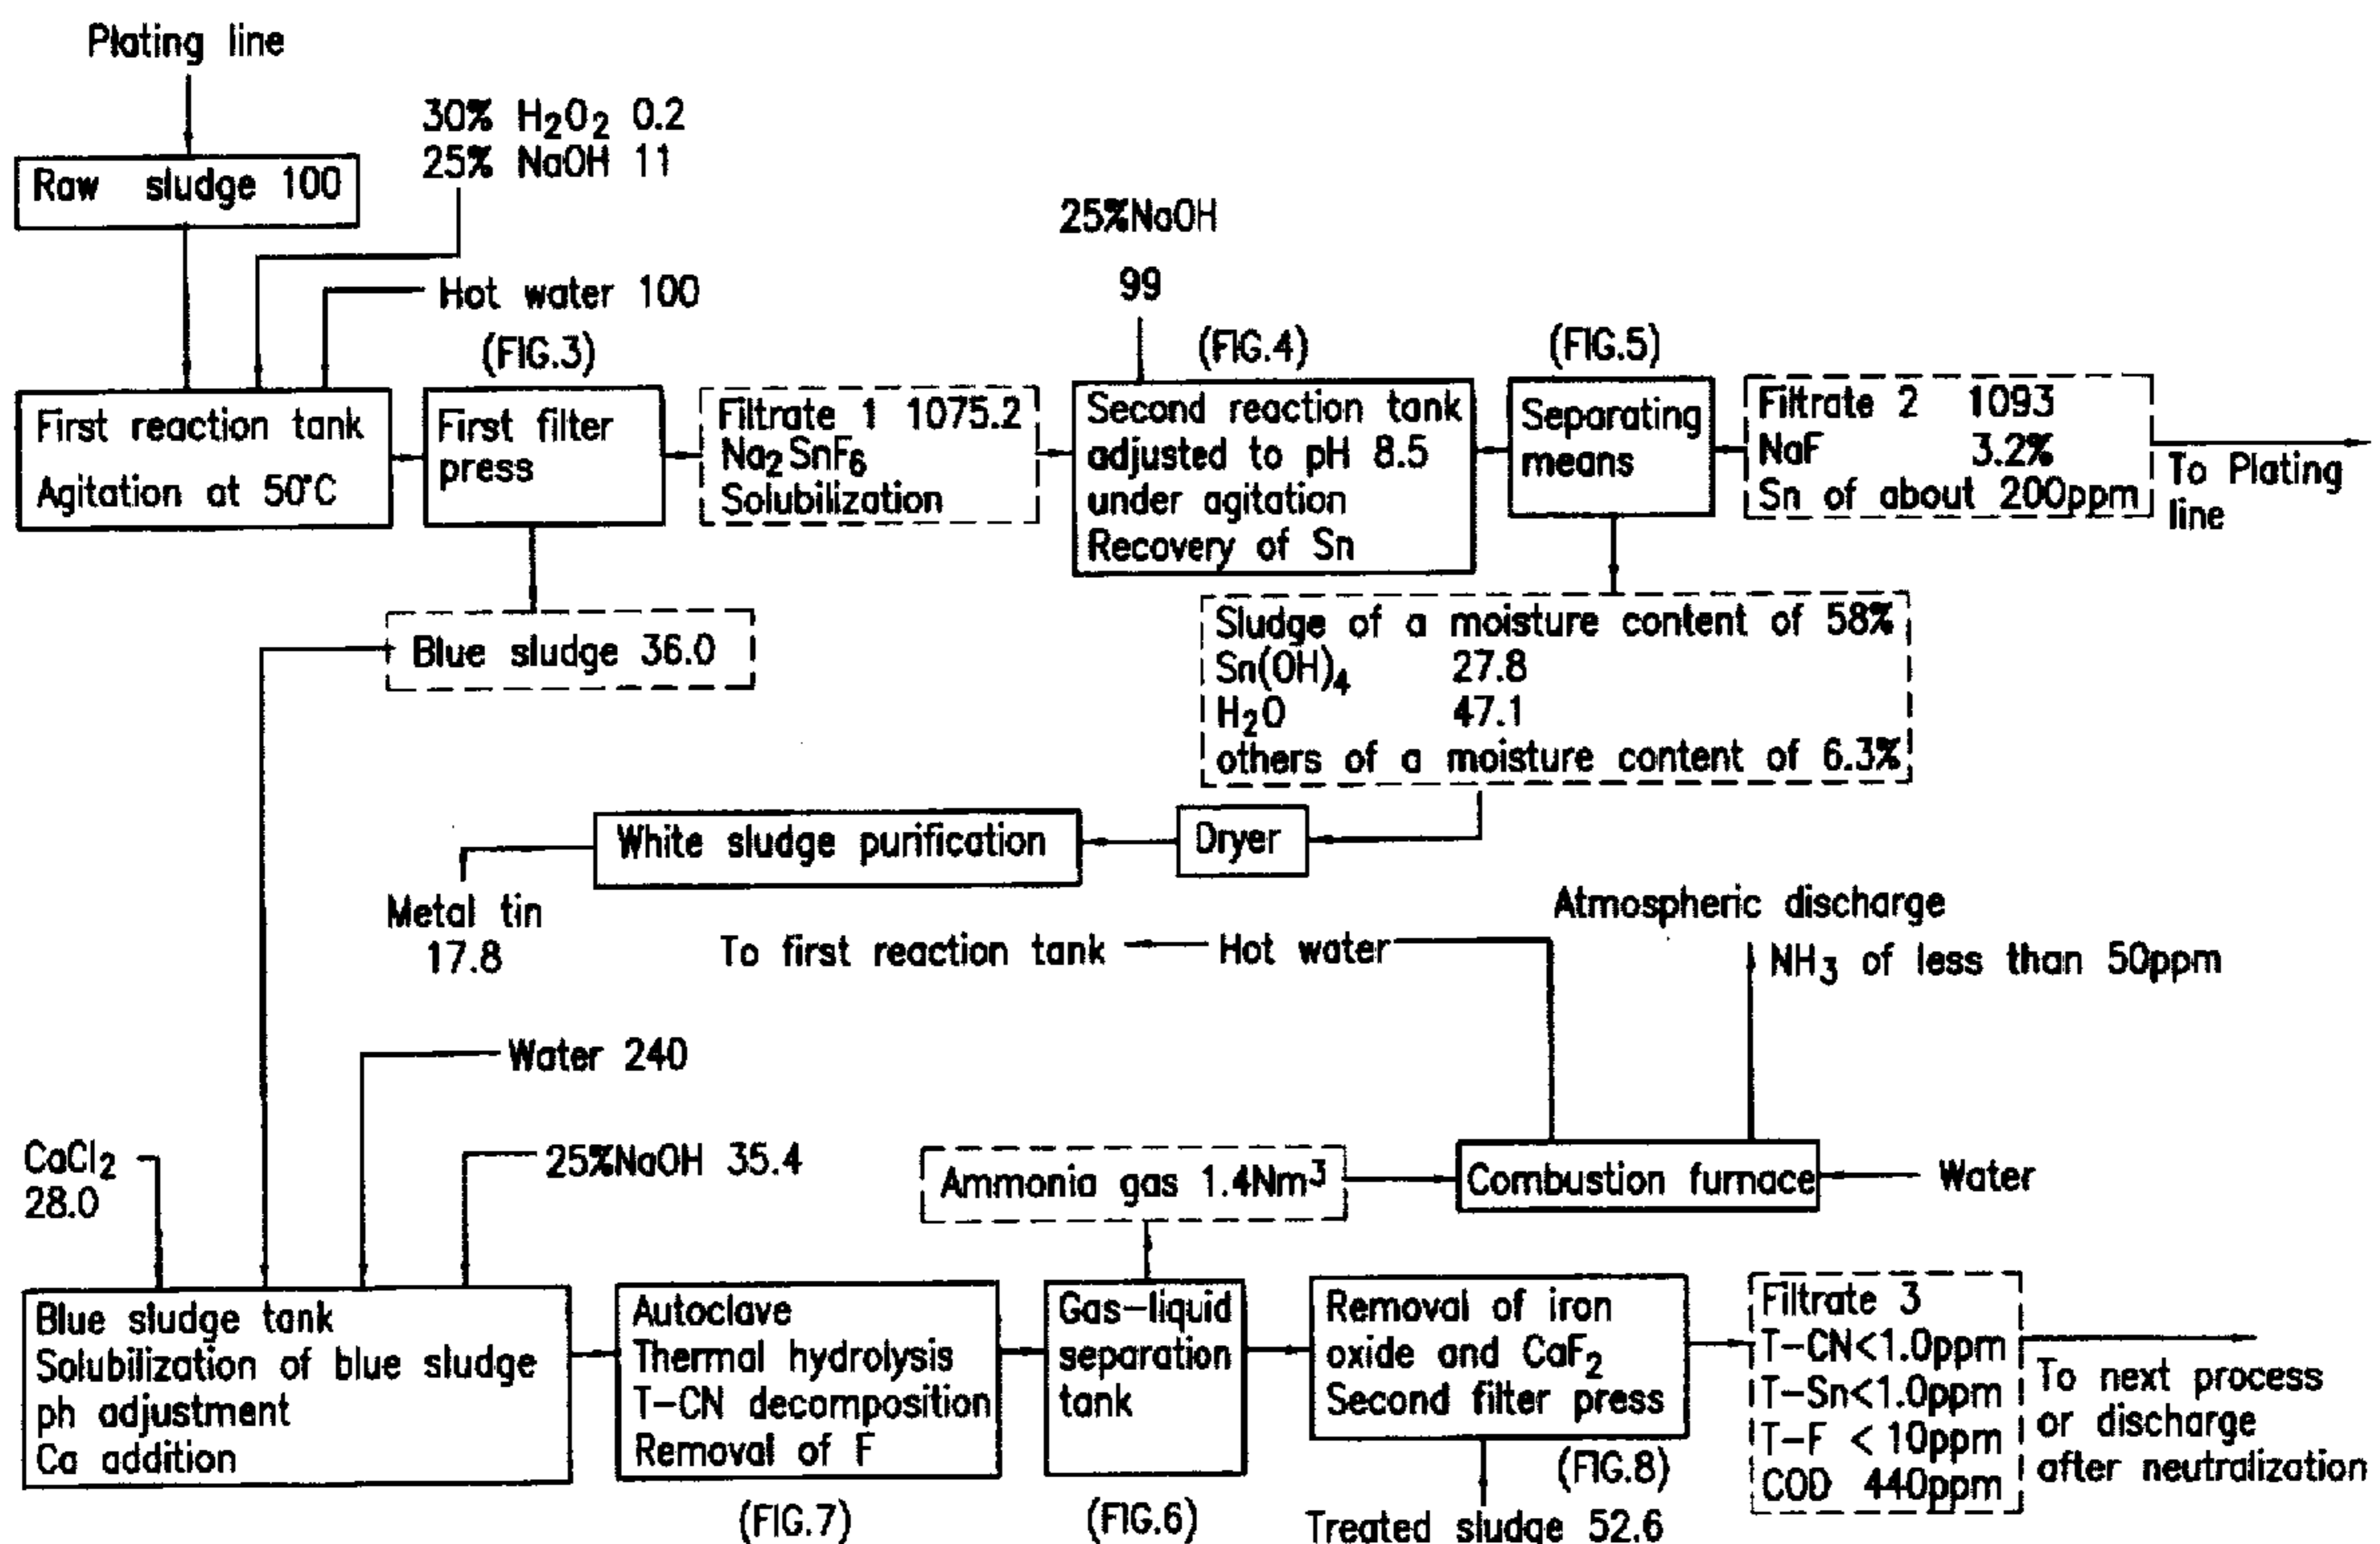 Plating line
30% H2O2 0.2
25% NaOH 11
Raw sludge 100
25%NaOH
99
Hot water 100
(FIG.3)
(FIG.4)
(FIG.5)
First reaction tank
Agitation at 50°C
First filter
press
Filtrate 1 1075.2
Na2SnF6
Solubilization
Second reaction tank
adjusted to pH 8.5
under agitation
Recovery of Sn
Separating
means
Filtrate 2 1093
NaF 3.2%
Sn of about 200ppm
To Plating
line
Blue sludge 36.0
Sludge of a moisture content of 58%
Sn(OH)4 27.8
H2O 47.1
others of a moisture content of 6.3%
White sludge purification
Dryer
Metal tin
17.8
Atmospheric discharge
NH3 of less than 50ppm
To first reaction tank
Hot water
Water 240
CaCl2
28.0
25%NaOH 35.4
Ammonia gas 1.4Nm3
Combustion furnace
Water
Blue sludge tank
Solubilization of blue sludge
ph adjustment
Ca addition
Autoclave
Thermal hydrolysis
T-CN decomposition
Removal of F
(FIG.7)
Gas-liquid
separation
tank
(FIG.6)
Removal of iron
oxide and CaF2
Second filter press
(FIG.8)
Treated sludge 52.6
Filtrate 3
T-CN<1.0ppm
T-Sn<1.0ppm
T-F < 10ppm
COD 440ppm
To next process
or discharge
after neutralization